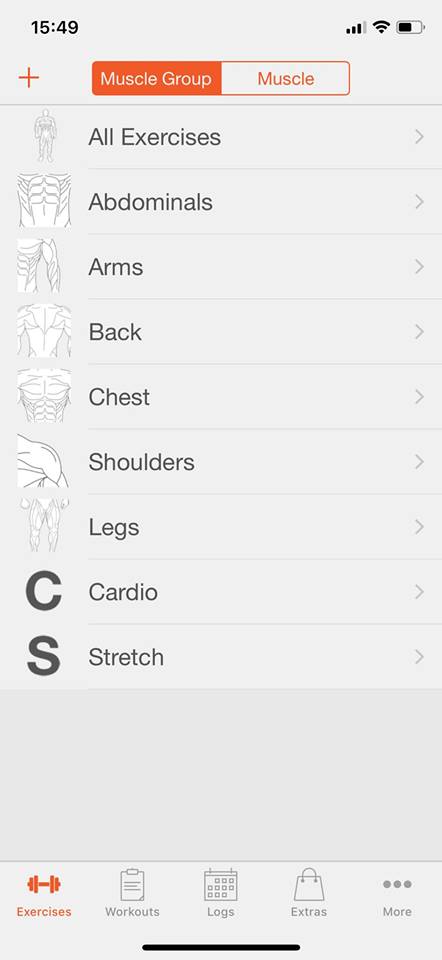 15:49
+
Muscle Group Muscle
All Exercises
Abdominals
Arms
Back
Chest
Shoulders
Legs
C Cardio
S Stretch
Exercises Workouts Logs Extras More